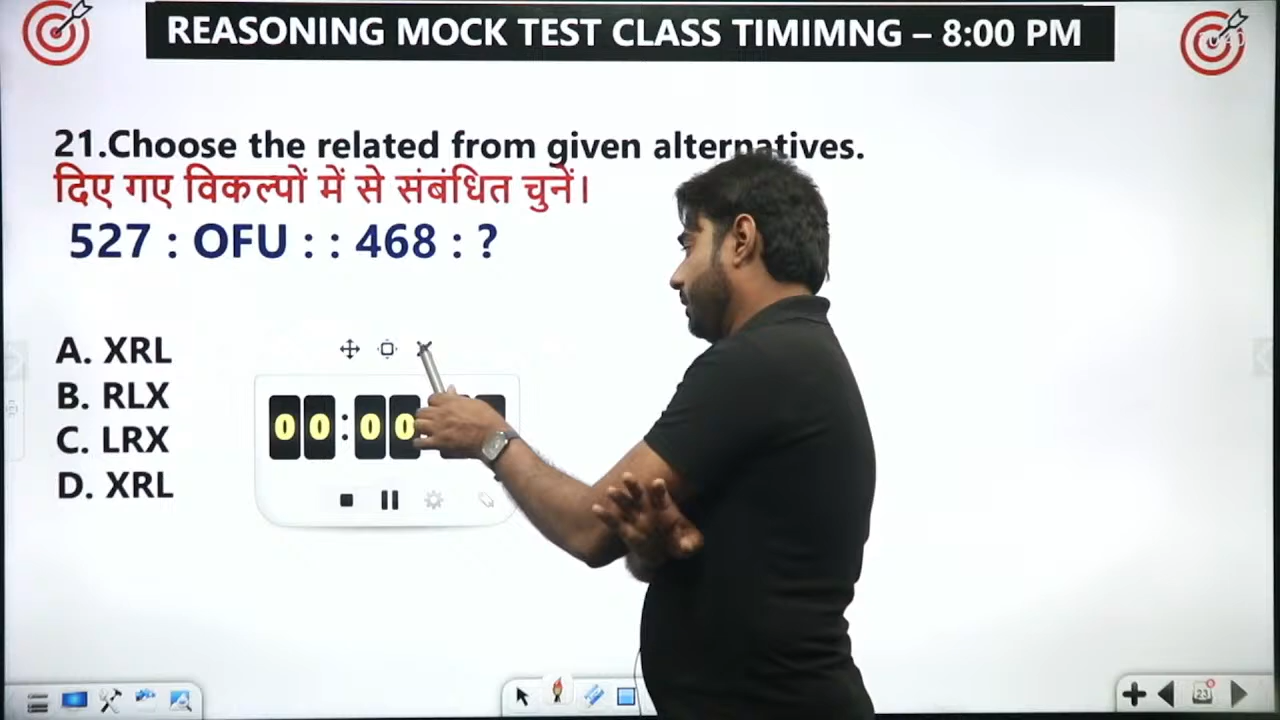 REASONING MOCK TEST CLASS TIMIMNG – 8:00 PM
21.Choose the related from given alternatives.
दिए गए विकल्पों में से संबंधित चुनें।
527 : OFU : : 468 : ?
A. XRL
B. RLX
C. LRX
D. XRL
00:00
23